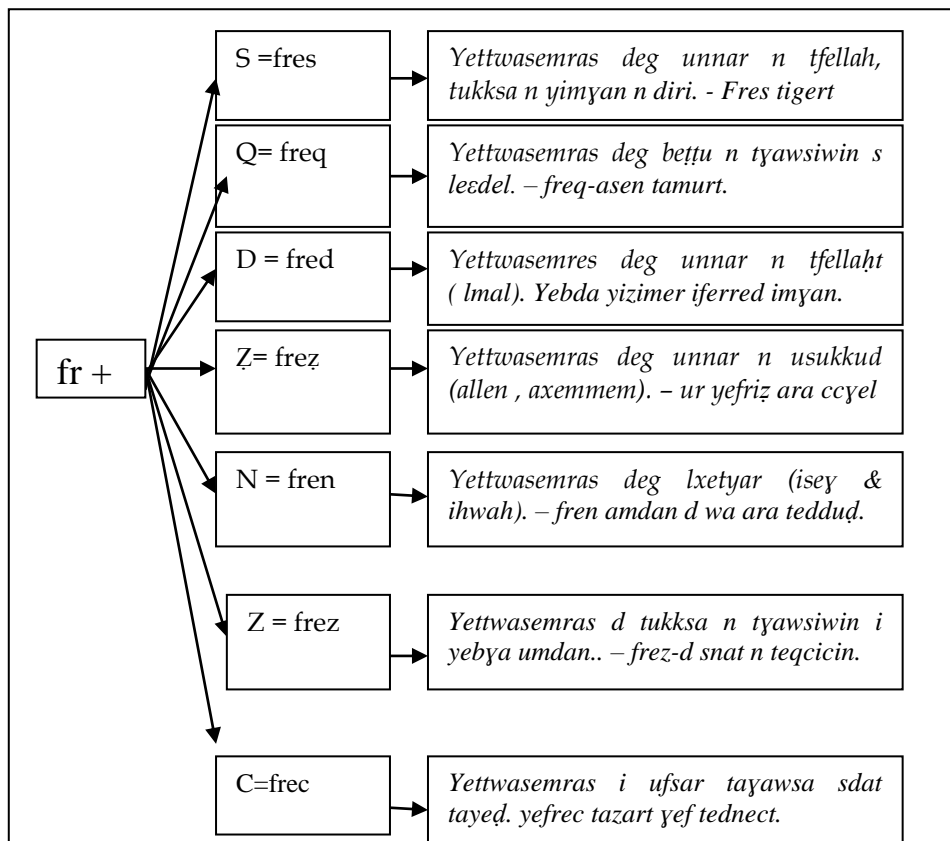 S =fres
Yettwasemras deg unnar n tfellah,
tukksa n yimɣan n diri. - Fres tigert
Q= freq
Yettwasemras deg beṭṭu n tɣawsiwin s
leɛdel. – freq-asen tamurt.
D = fred
Yettwasemres deg unnar n tfellaḥt
( lmal). Yebda yizimer iferred imɣan.
fr +
Ẓ= freẓ
Yettwasemras deg unnar n usukkud
(allen , axemmem). – ur yefriẓ ara ccɣel
N = fren
Yettwasemras deg lxetyar (iseɣ &
ihwah). – fren amdan d wa ara tedduḍ.
Z = frez
Yettwasemras d tukksa n tɣawsiwin i
yebɣa umdan.. – frez-d snat n teqcicin.
C=frec
Yettwasemras i ufsar taɣawsa sdat
tayeḍ. yefrec tazart ɣef tednect.